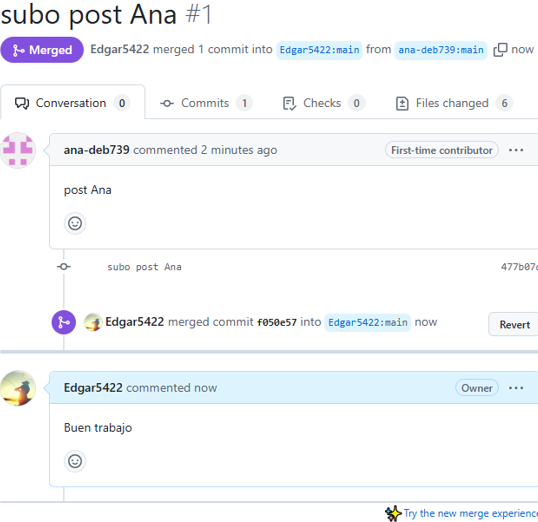 subo post Ana #1
Merged Edgar5422 merged 1 commit into Edgar5422:main from ana-deb739:main now
Conversation 0 Commits 1 Checks 0 Files changed 6
ana-deb739 commented 2 minutes ago First-time contributor ...
post Ana
subo post Ana 477b07
Edgar5422 merged commit f050e57 into Edgar5422:main now Revert
Edgar5422 commented now Owner ...
Buen trabajo
Try the new merge experience